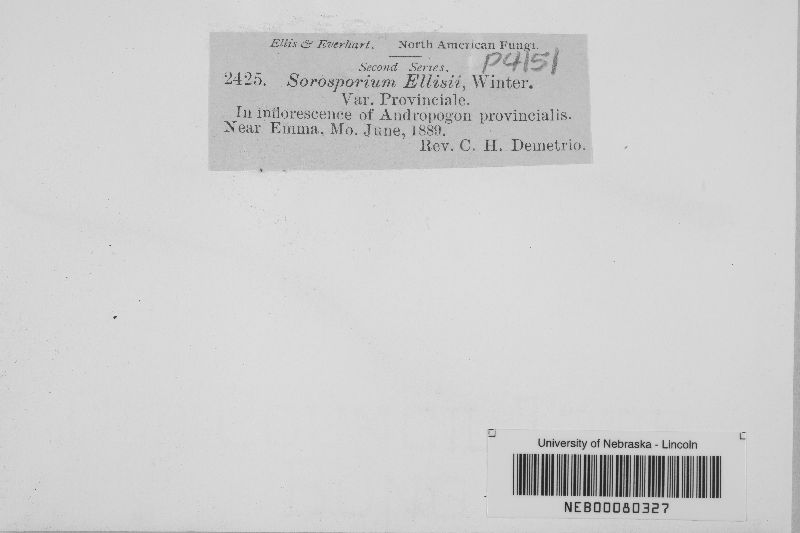 Ellis & Everhart. North American Fungi.
P4151
Second Series.
2425. Sorosporium Ellisii, Winter.
Var. Provinciale.
In inflorescence of Andropogon provincialis.
Near Emma, Mo. June, 1889.
Rev. C. H. Demetrio.
University of Nebraska - Lincoln
NEB00080327